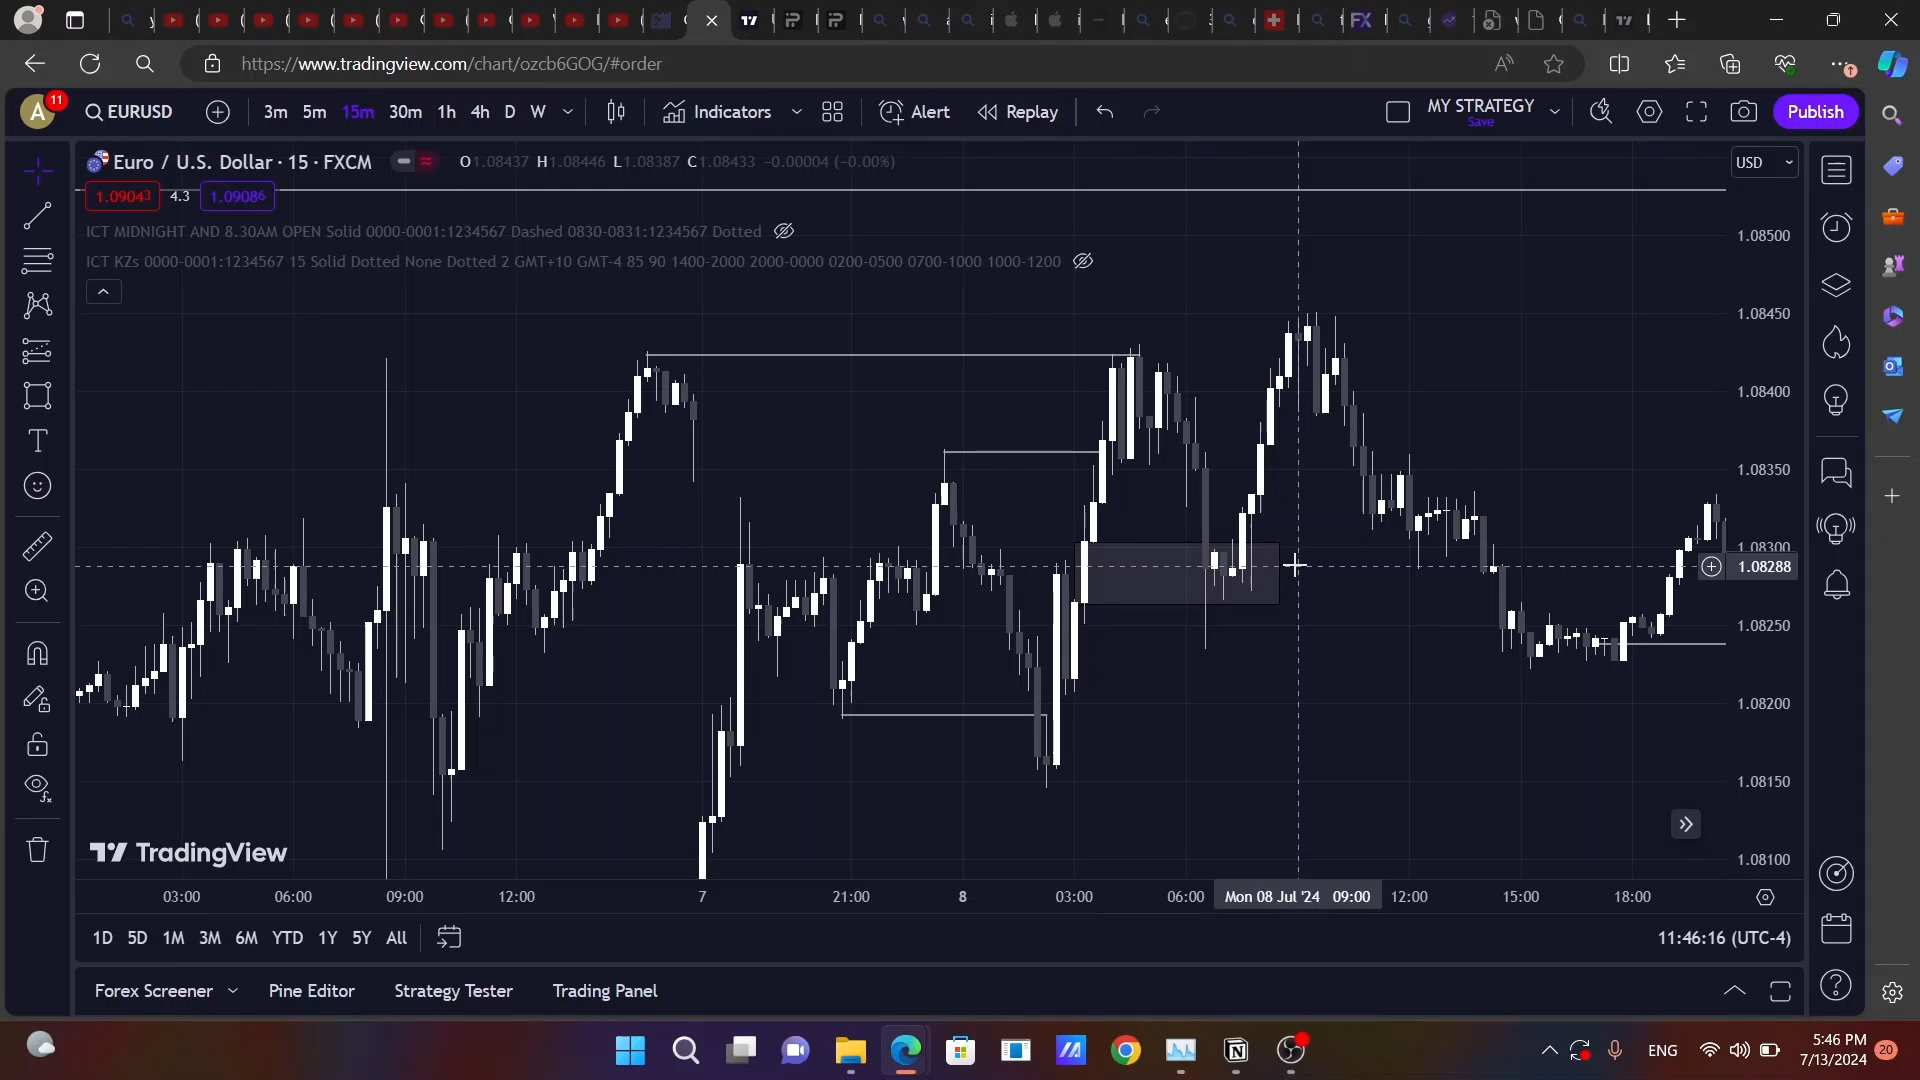 https://www.tradingview.com/chart/ozcb6GOG/#order
A 11 EURUSD 3m 5m 15m 30m 1h 4h D W Indicators Alert Replay MY STRATEGY Save Publish
Euro / U.S. Dollar · 15 · FXCM O1.08437 H1.08446 L1.08387 C1.08433 −0.00004 (−0.00%) USD
1.09043 4.3 1.09086
ICT MIDNIGHT AND 8.30AM OPEN Solid 0000-0001:1234567 Dashed 0830-0831:1234567 Dotted
1.08500
ICT KZs 0000-0001:1234567 15 Solid Dotted None Dotted 2 GMT+10 GMT-4 85 90 1400-2000 2000-0000 0200-0500 0700-1000 1000-1200
1.08450
1.08400
1.08350
1.08300
1.08288
1.08250
1.08200
1.08150
TradingView
1.08100
03:00 06:00 09:00 12:00 7 21:00 8 03:00 06:00 Mon 08 Jul '24 09:00 12:00 15:00 18:00
1D 5D 1M 3M 6M YTD 1Y 5Y All 11:46:16 (UTC-4)
Forex Screener Pine Editor Strategy Tester Trading Panel
ENG 5:46 PM
7/13/2024 20